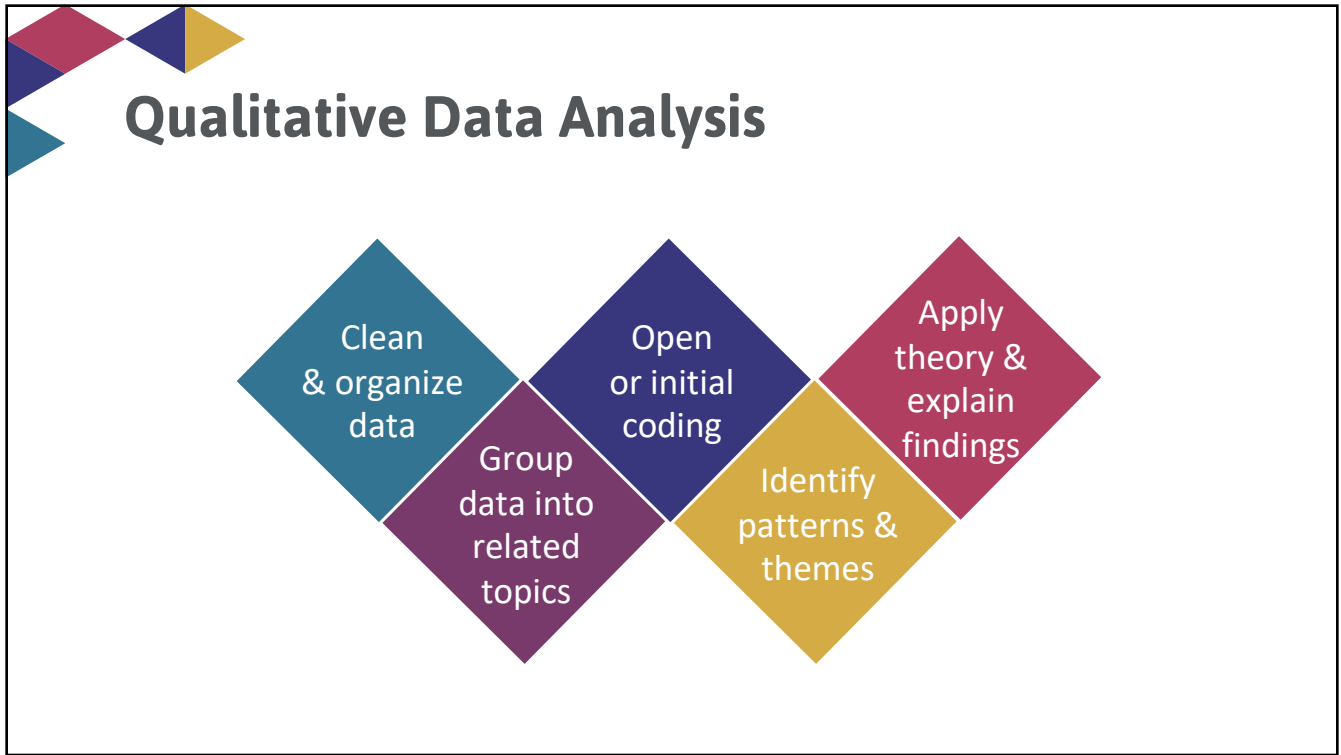 Qualitative Data Analysis
Clean
& organize
data
Group
data into
related
topics
Open
or initial
coding
Identify
patterns &
themes
Apply
theory &
explain
findings